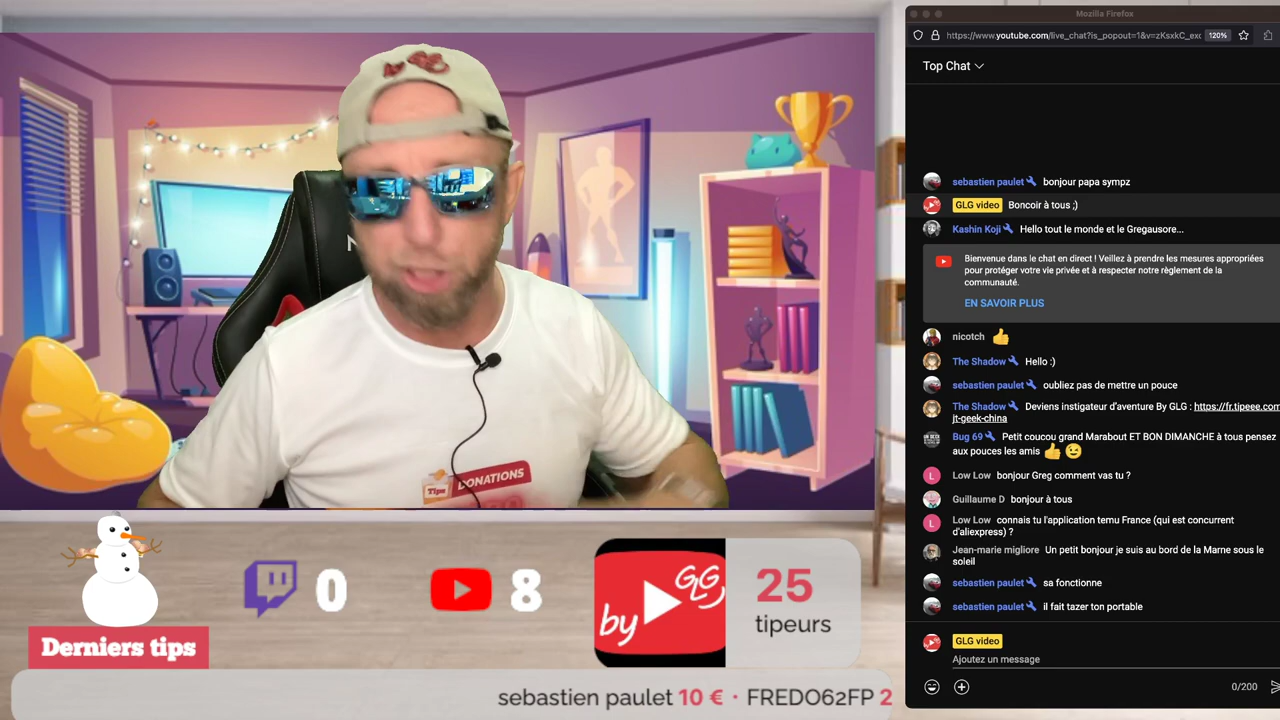 Mozilla Firefox
https://www.youtube.com/live_chat?is_popout=1&v=zKsxkC_exc
120%
Top Chat
sebastien paulet bonjour papa sympz
GLG video Boncoir à tous ;)
Kashin Koji Hello tout le monde et le Gregausore...
Bienvenue dans le chat en direct ! Veillez à prendre les mesures appropriées
pour protéger votre vie privée et à respecter notre règlement de la
communauté.
EN SAVOIR PLUS
nicotch 👍
The Shadow Hello :)
sebastien paulet oubliez pas de mettre un pouce
The Shadow Deviens instigateur d'aventure By GLG : https://fr.tipeee.com
jt-geek-china
Bug 69 Petit coucou grand Marabout ET BON DIMANCHE à tous pensez
aux pouces les amis 👍😉
Low Low bonjour Greg comment vas tu ?
Guillaume D bonjour à tous
Low Low connais tu l'application temu France (qui est concurrent
d'aliexpress) ?
Jean-marie migliore Un petit bonjour je suis au bord de la Marne sous le
soleil
sebastien paulet sa fonctionne
sebastien paulet il fait tazer ton portable
GLG video
Ajoutez un message
0/200
Tips DONATIONS
0
8
by GLG
25
tipeurs
Derniers tips
sebastien paulet 10 € · FREDO62FP 2